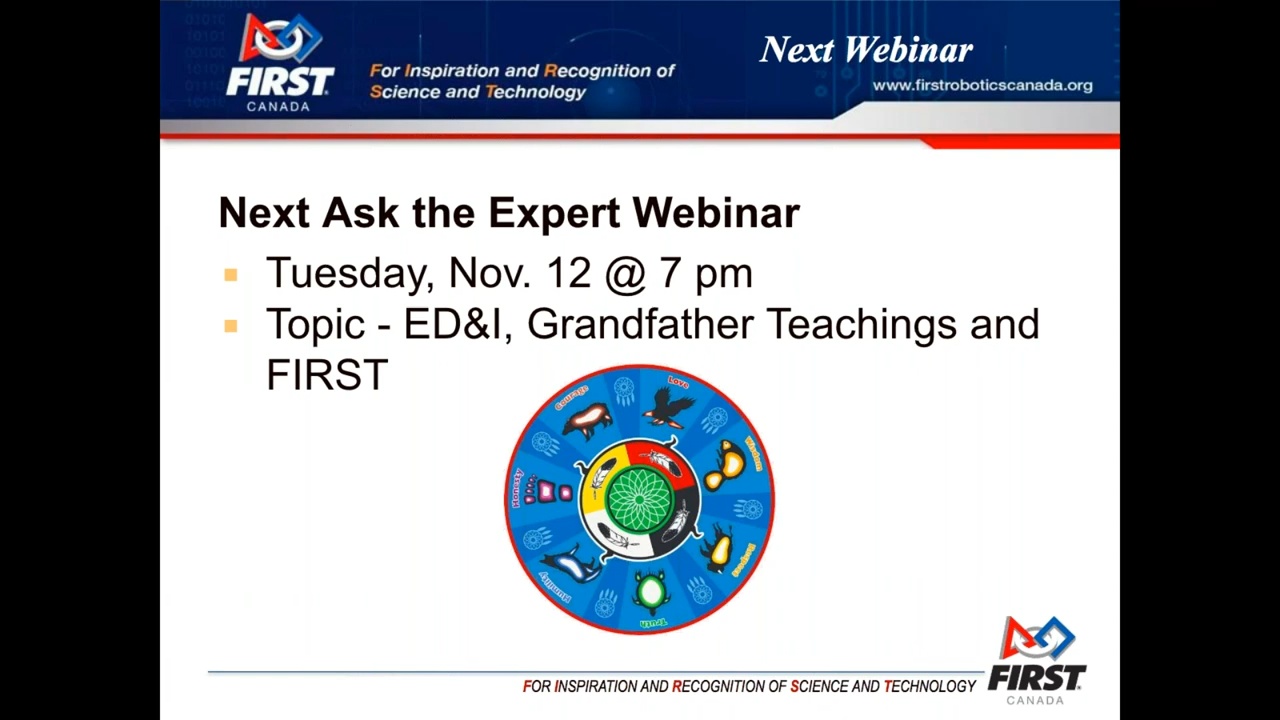 FIRST
CANADA
For Inspiration and Recognition of
Science and Technology
Next Webinar
www.firstroboticscanada.org
Next Ask the Expert Webinar
Tuesday, Nov. 12 @ 7 pm
Topic - ED&I, Grandfather Teachings and
FIRST
Courage
Love
Wisdom
Respect
Truth
Humility
Honesty
FOR INSPIRATION AND RECOGNITION OF SCIENCE AND TECHNOLOGY
FIRST
CANADA